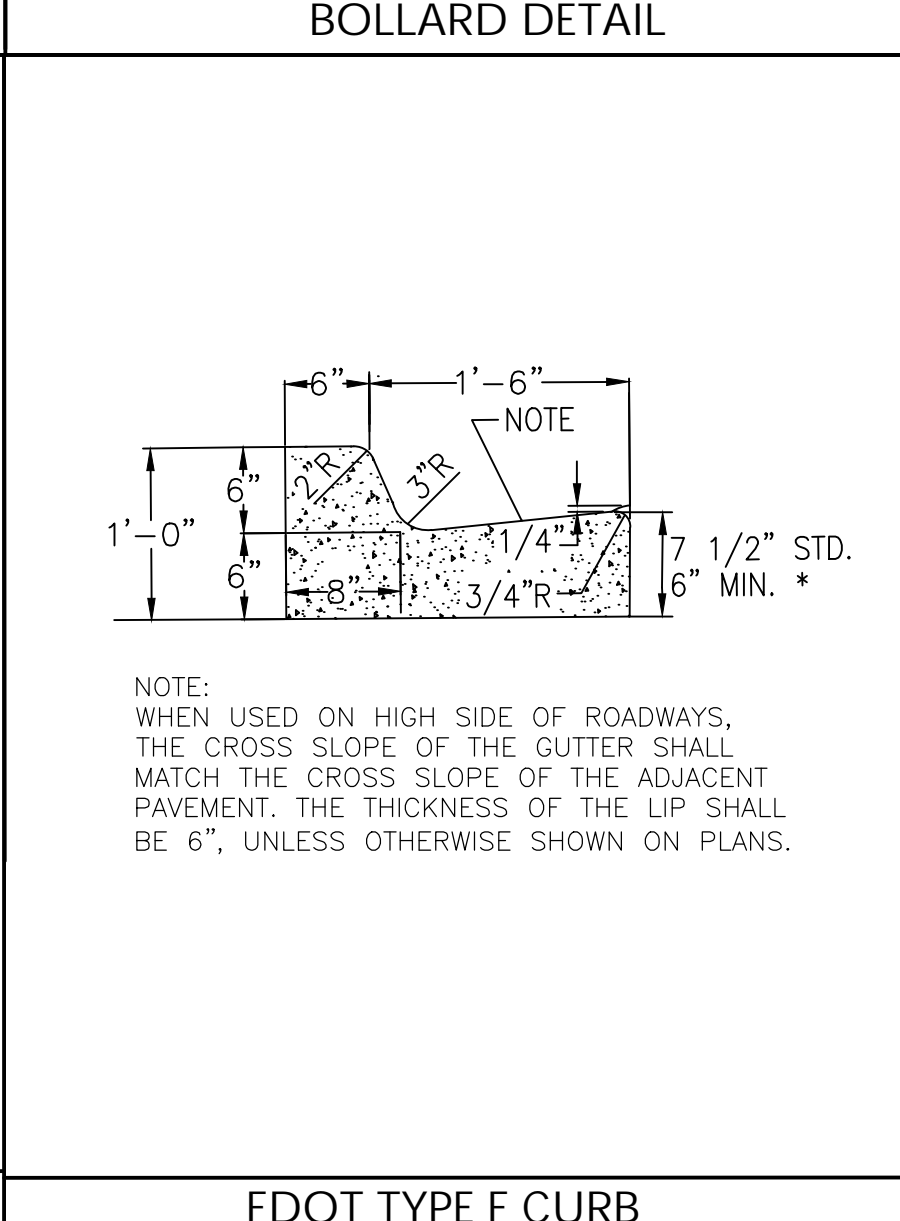 BOLLARD DETAIL
6”
1’-6”
NOTE
2”R
3”R
6”
1’-0”
1/4”
7 1/2” STD.
6”
8”
3/4”R
6” MIN. *
NOTE:
WHEN USED ON HIGH SIDE OF ROADWAYS,
THE CROSS SLOPE OF THE GUTTER SHALL
MATCH THE CROSS SLOPE OF THE ADJACENT
PAVEMENT. THE THICKNESS OF THE LIP SHALL
BE 6”, UNLESS OTHERWISE SHOWN ON PLANS.
FDOT TYPE F CURB